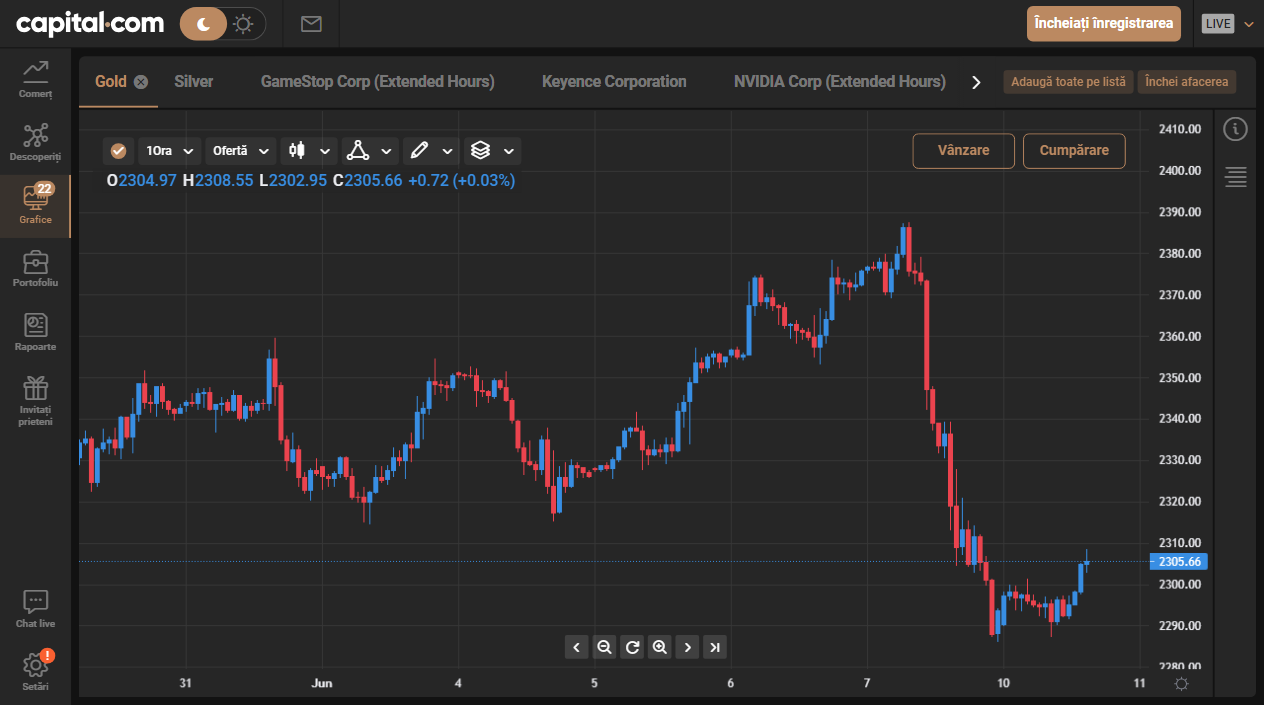 capital.com
Încheiați înregistrarea
LIVE
Comerț
Descoperiți
22
Grafice
Portofoliu
Rapoarte
Invitați
prieteni
Chat live
!
Setări
Gold
Silver
GameStop Corp (Extended Hours)
Keyence Corporation
NVIDIA Corp (Extended Hours)
Adaugă toate pe listă
Închei afacerea
1Ora
Ofertă
Vânzare
Cumpărare
O2304.97 H2308.55 L2302.95 C2305.66 +0.72 (+0.03%)
2410.00
2400.00
2390.00
2380.00
2370.00
2360.00
2350.00
2340.00
2330.00
2320.00
2310.00
2305.66
2300.00
2290.00
2280.00
31
Jun
4
5
6
7
10
11